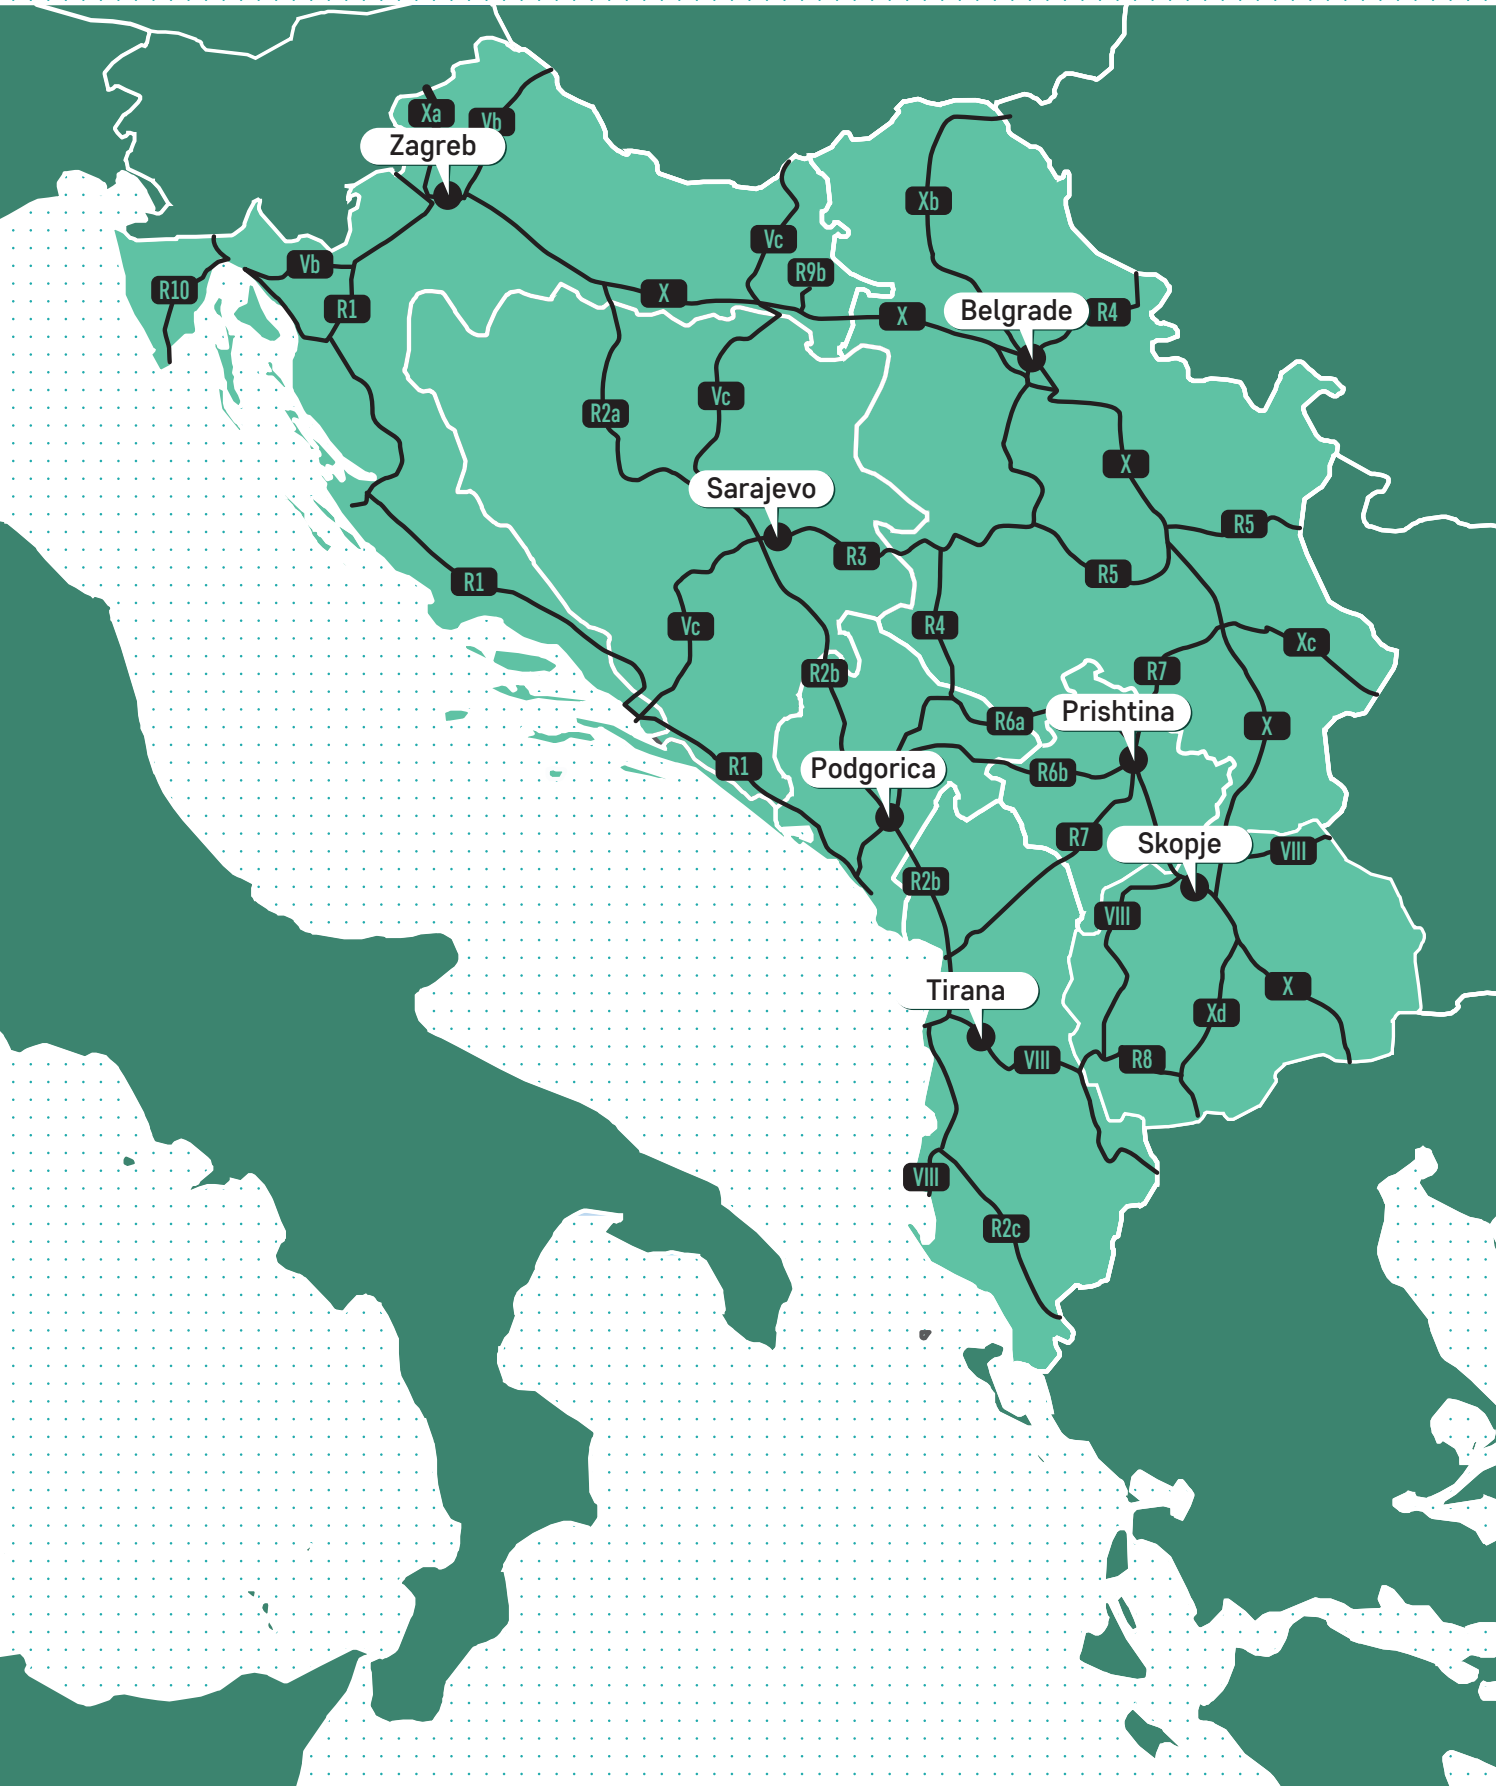 Xa
Vb
Zagreb
Xb
Vc
Vb
R9b
R10
X
R1
Belgrade
R4
X
Vc
R2a
X
Sarajevo
R5
R3
R5
R1
R4
Vc
Xc
R7
R2b
Prishtina
R6a
X
R1
Podgorica
R6b
R7
Skopje
VIII
R2b
VIII
Tirana
X
Xd
VIII
R8
VIII
R2c